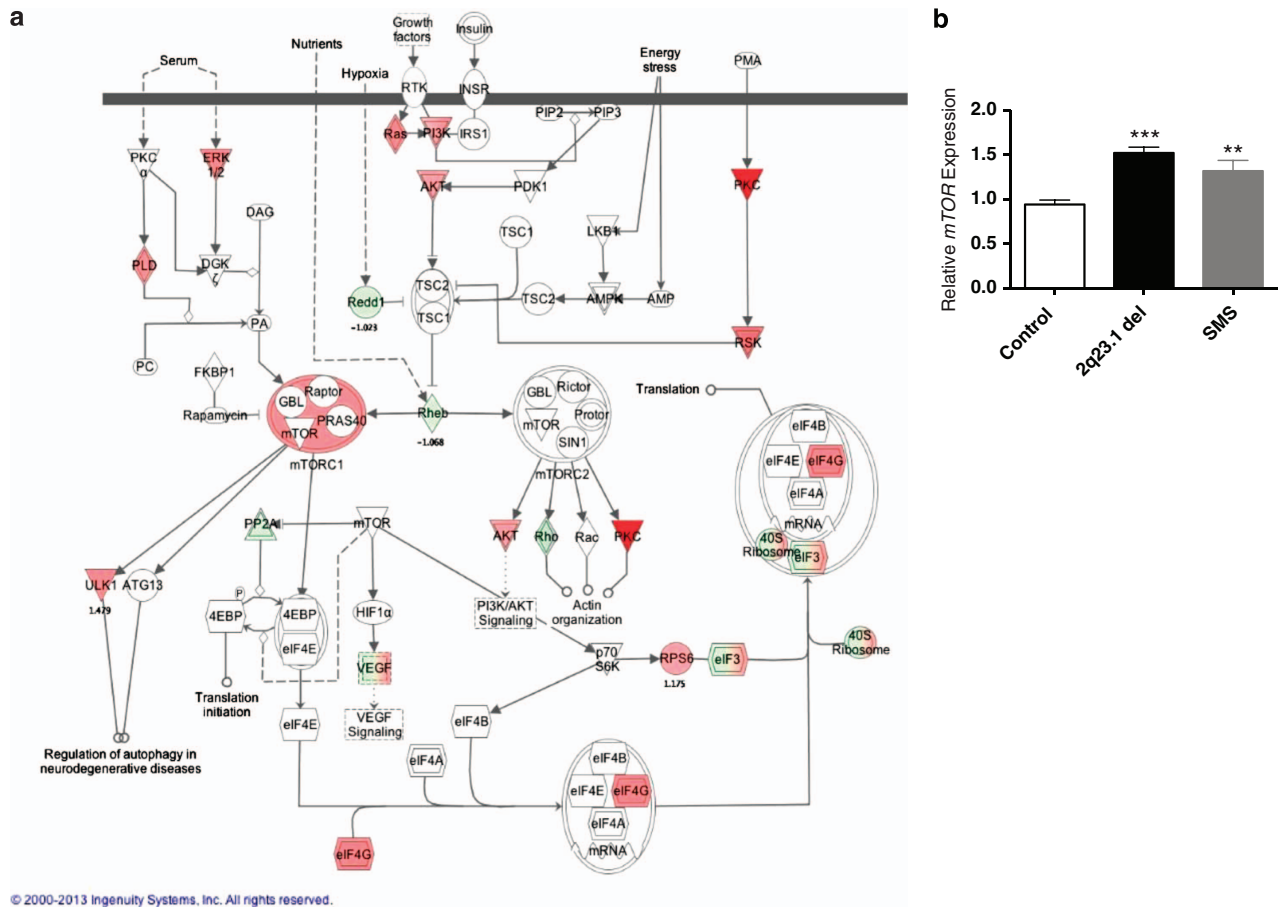 a
Growth
factors
Insulin
Nutrients
Serum
Hypoxia
Energy
stress
PMA
RTK
INSR
Ras
PI3K
IRS1
PIP2
PIP3
PKC
α
ERK
1/2
AKT
PDK1
PKC
DAG
TSC1
LKB1
PLD
DGK
ζ
TSC2
Redd1
-1.023
TSC2
AMPK
AMP
TSC1
PA
RSK
PC
FKBP1
Rapamycin
GBL
Raptor
PRAS40
mTOR
mTORC1
Rheb
-1.068
GBL
Rictor
mTOR
Protor
SIN1
mTORC2
Translation
eIF4B
eIF4E
eIF4G
eIF4A
mRNA
40S
Ribosome
eIF3
PP2A
mTOR
AKT
Rho
Rac
PKC
ULK1
1.479
ATG13
P
4EBP
4EBP
eIF4E
HIF1α
PI3K/AKT
Signaling
Actin
organization
VEGF
p70
S6K
RPS6
1.175
eIF3
40S
Ribosome
Translation
initiation
eIF4E
VEGF
Signaling
eIF4B
Regulation of autophagy in
neurodegenerative diseases
eIF4A
eIF4B
eIF4E
eIF4G
eIF4A
mRNA
eIF4G
© 2000-2013 Ingenuity Systems, Inc. All rights reserved.
b
Relative mTOR Expression
2.0
1.5
1.0
0.5
0.0
***
**
Control
2q23.1 del
SMS